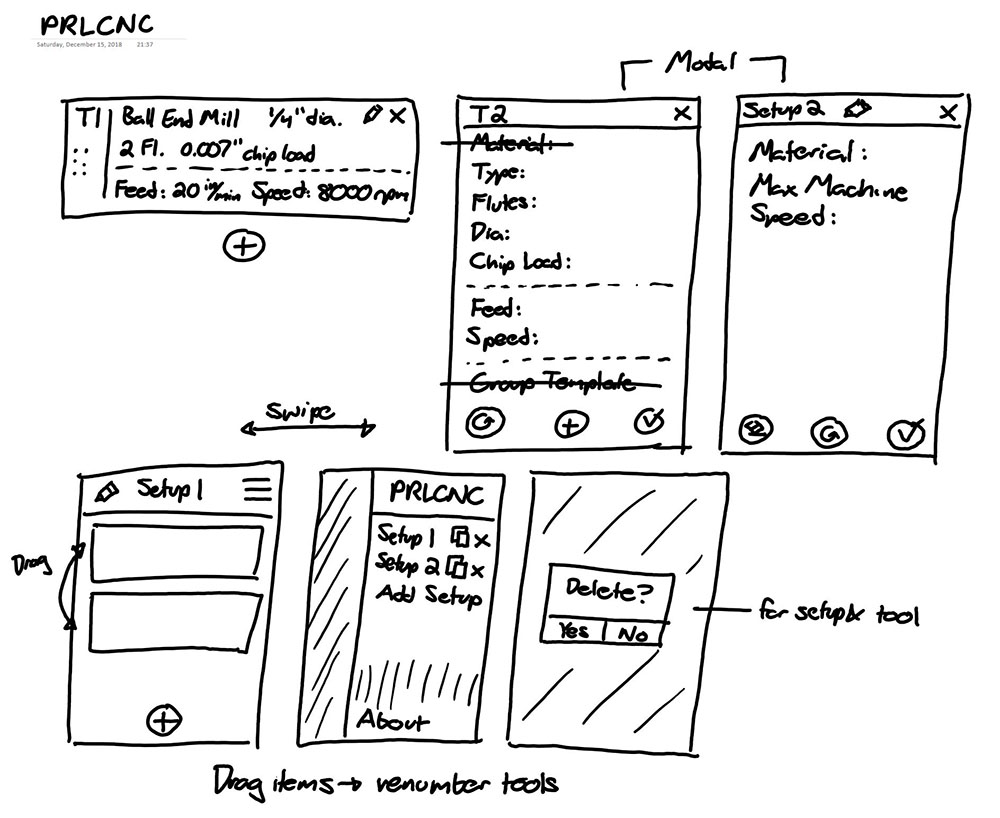 PRLCNC
Saturday, December 15, 2018 21:37
Modal
T1 Ball End Mill 1/4" dia.
2 Fl. 0.007" chip load
Feed: 20 in/min Speed: 8000 rpm
T2
Material:
Type:
Flutes:
Dia:
Chip Load:
Feed:
Speed:
Group Template
Setup 2
Material:
Max Machine
Speed:
Swipe
Setup 1
Drag
PRLCNC
Setup 1
Setup 2
Add Setup
About
Delete?
Yes No
for setup & tool
Drag items → renumber tools